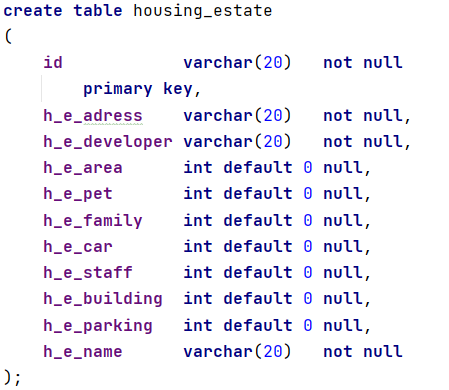 create table housing_estate
(
    id            varchar(20)   not null
        primary key,
    h_e_adress    varchar(20)   not null,
    h_e_developer varchar(20)   not null,
    h_e_area      int default 0 null,
    h_e_pet       int default 0 null,
    h_e_family    int default 0 null,
    h_e_car       int default 0 null,
    h_e_staff     int default 0 null,
    h_e_building  int default 0 null,
    h_e_parking   int default 0 null,
    h_e_name      varchar(20)   not null
);